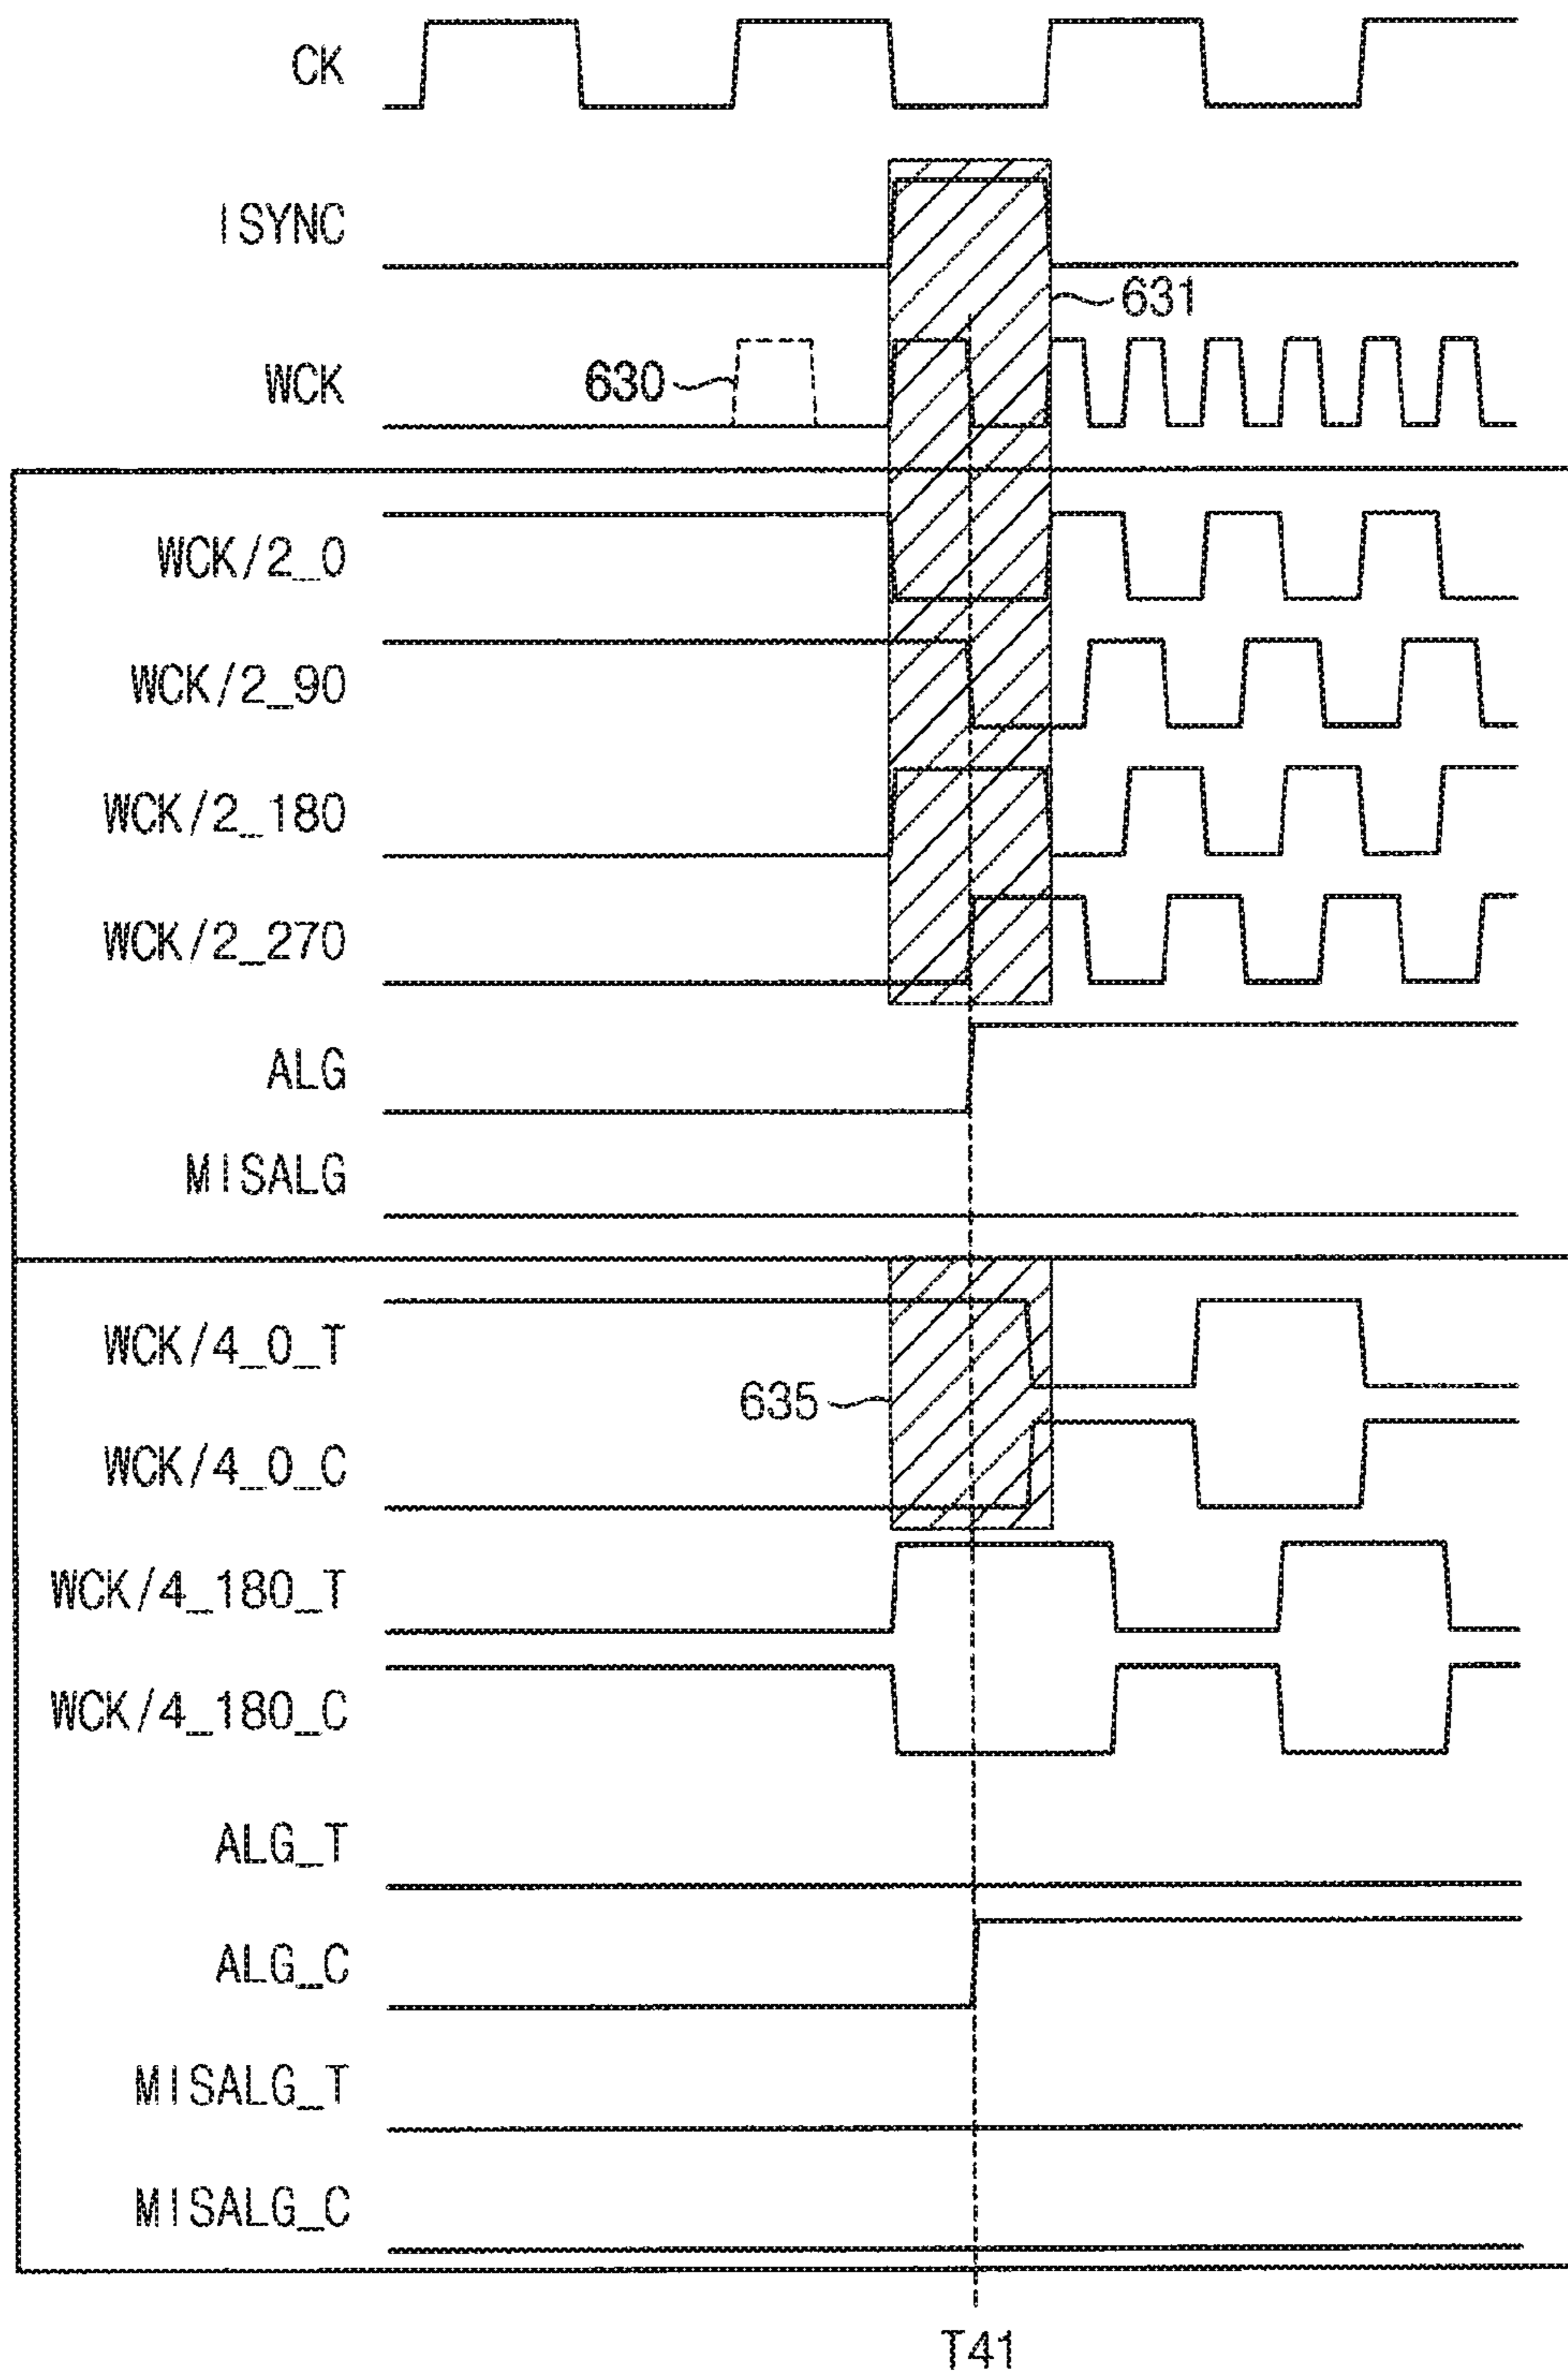 CK
ISYNC
631
WCK
630
WCK/2_0
WCK/2_90
WCK/2_180
WCK/2_270
ALG
MISALG
WCK/4_0_T
635
WCK/4_0_C
WCK/4_180_T
WCK/4_180_C
ALG_T
ALG_C
MISALG_T
MISALG_C
T41